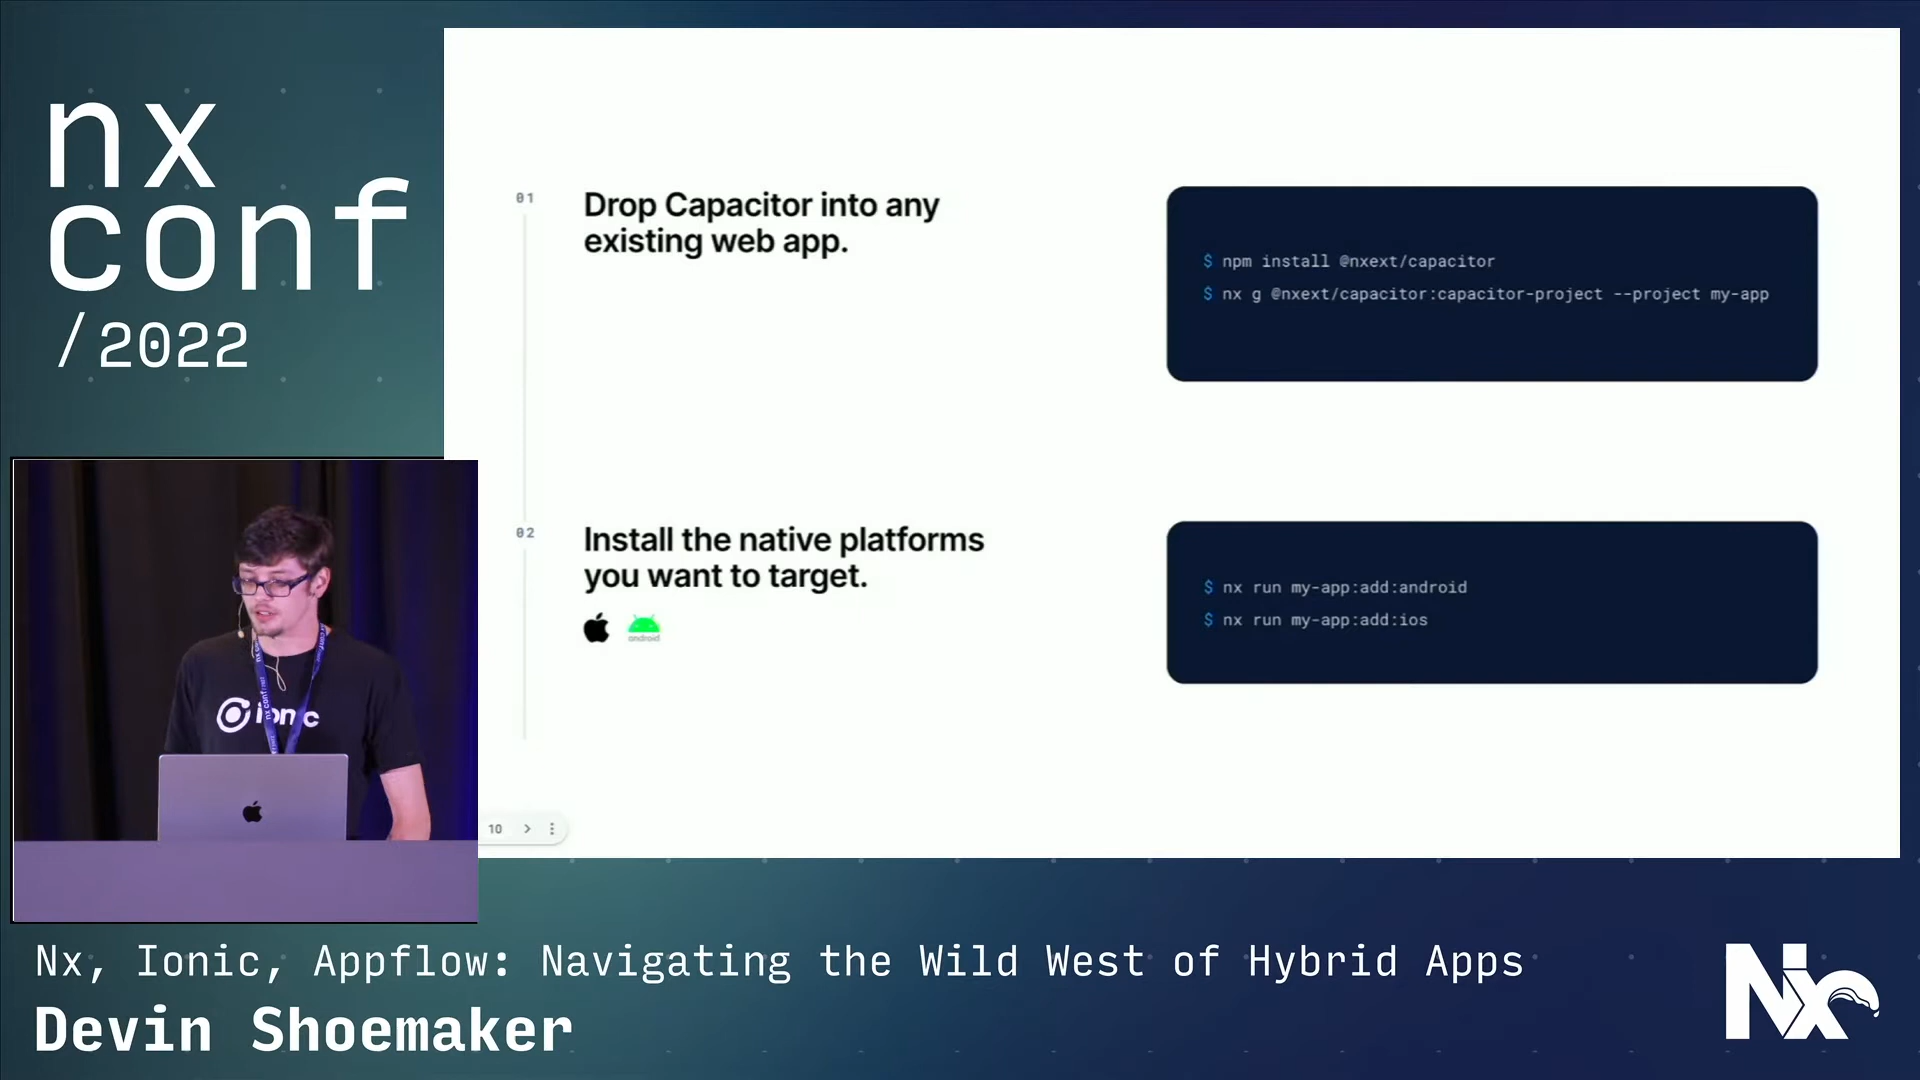 nx
conf
/2022
01
Drop Capacitor into any
existing web app.
$ npm install @nxext/capacitor
$ nx g @nxext/capacitor:capacitor-project --project my-app
02
Install the native platforms
you want to target.
android
$ nx run my-app:add:android
$ nx run my-app:add:ios
ionic
nx conf
10
Nx, Ionic, Appflow: Navigating the Wild West of Hybrid Apps
Devin Shoemaker
Nx